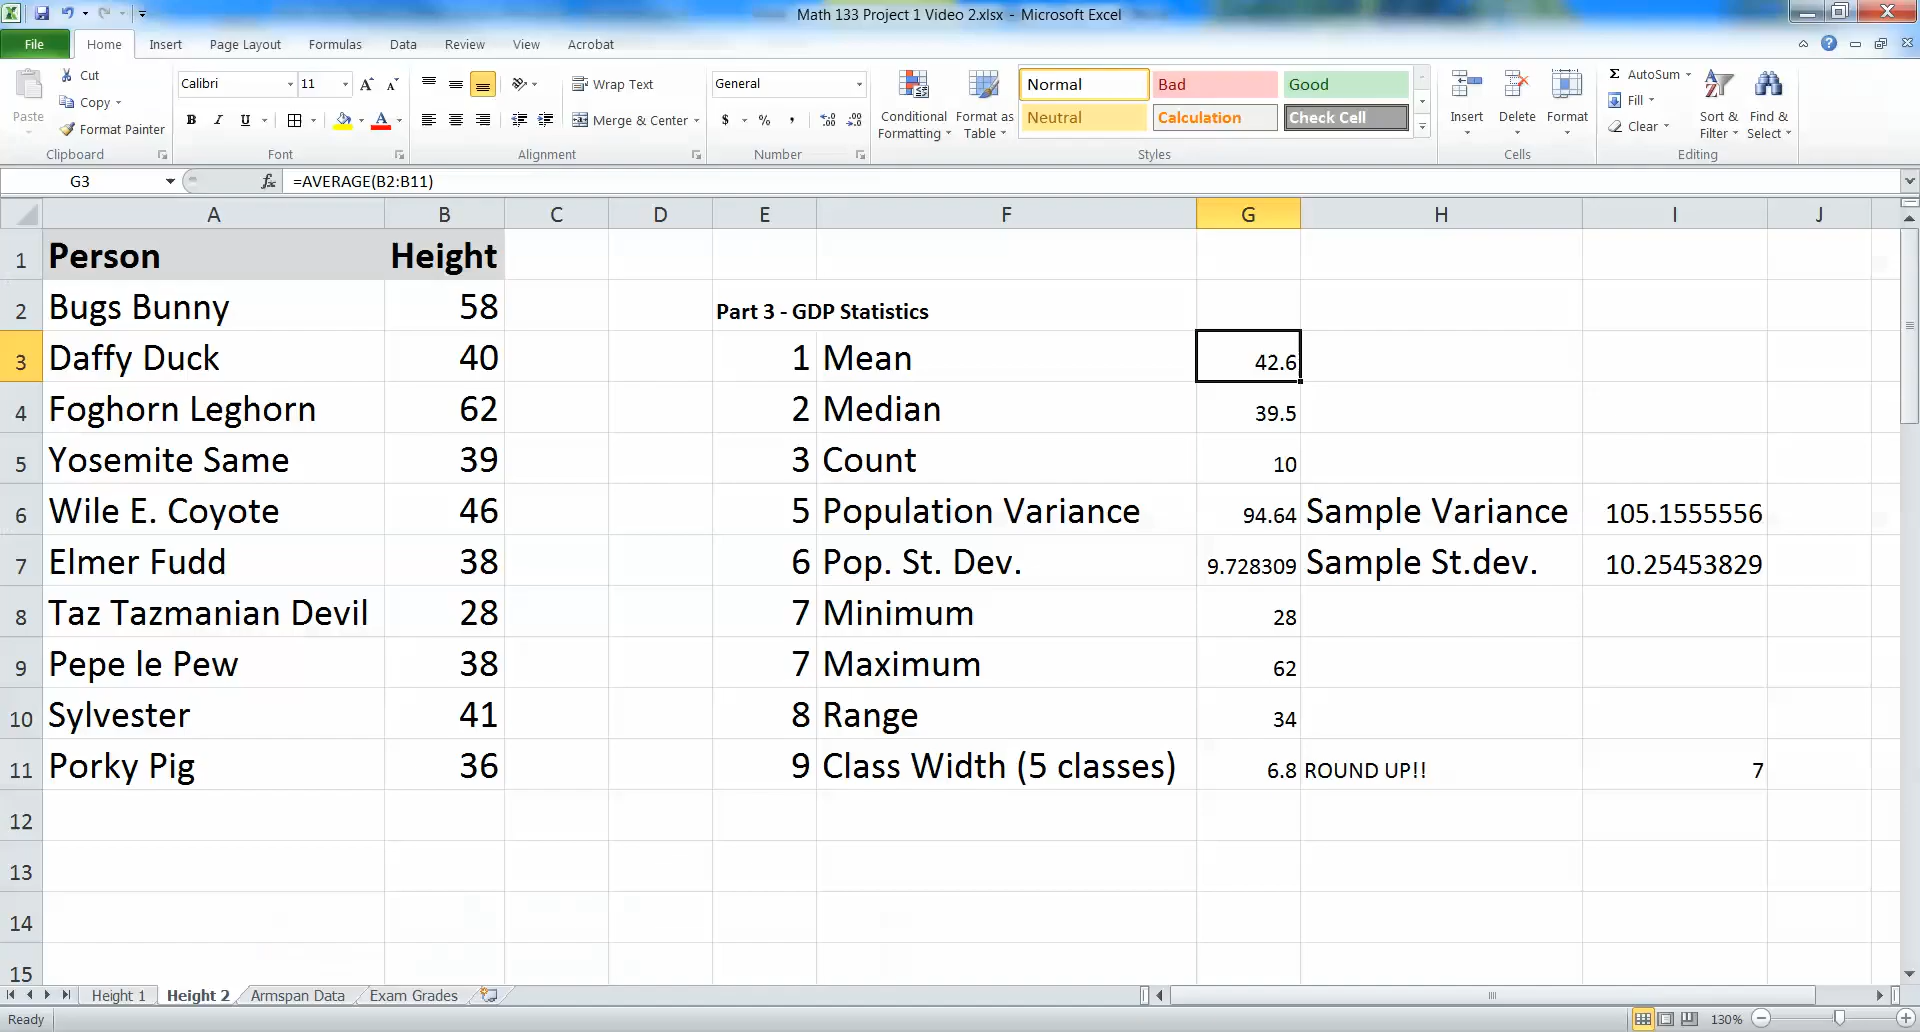 Math 133 Project 1 Video 2.xlsx - Microsoft Excel
File Home Insert Page Layout Formulas Data Review View Acrobat
Paste
Cut
Copy
Format Painter
Clipboard
Calibri 11
B I U
Font
Wrap Text
Merge & Center
Alignment
General
$ % ,
Number
Conditional Formatting
Format as Table
Normal Bad Good
Neutral Calculation Check Cell
Styles
Insert Delete Format
Cells
AutoSum
Fill
Clear
Sort & Filter
Find & Select
Editing
G3 fx =AVERAGE(B2:B11)
A B C D E F G H I J
1 Person Height
2 Bugs Bunny 58 Part 3 - GDP Statistics
3 Daffy Duck 40 1 Mean 42.6
4 Foghorn Leghorn 62 2 Median 39.5
5 Yosemite Same 39 3 Count 10
6 Wile E. Coyote 46 5 Population Variance 94.64 Sample Variance 105.1555556
7 Elmer Fudd 38 6 Pop. St. Dev. 9.728309 Sample St.dev. 10.25453829
8 Taz Tazmanian Devil 28 7 Minimum 28
9 Pepe le Pew 38 7 Maximum 62
10 Sylvester 41 8 Range 34
11 Porky Pig 36 9 Class Width (5 classes) 6.8 ROUND UP!! 7
12
13
14
15
Height 1 Height 2 Armspan Data Exam Grades
Ready 130%